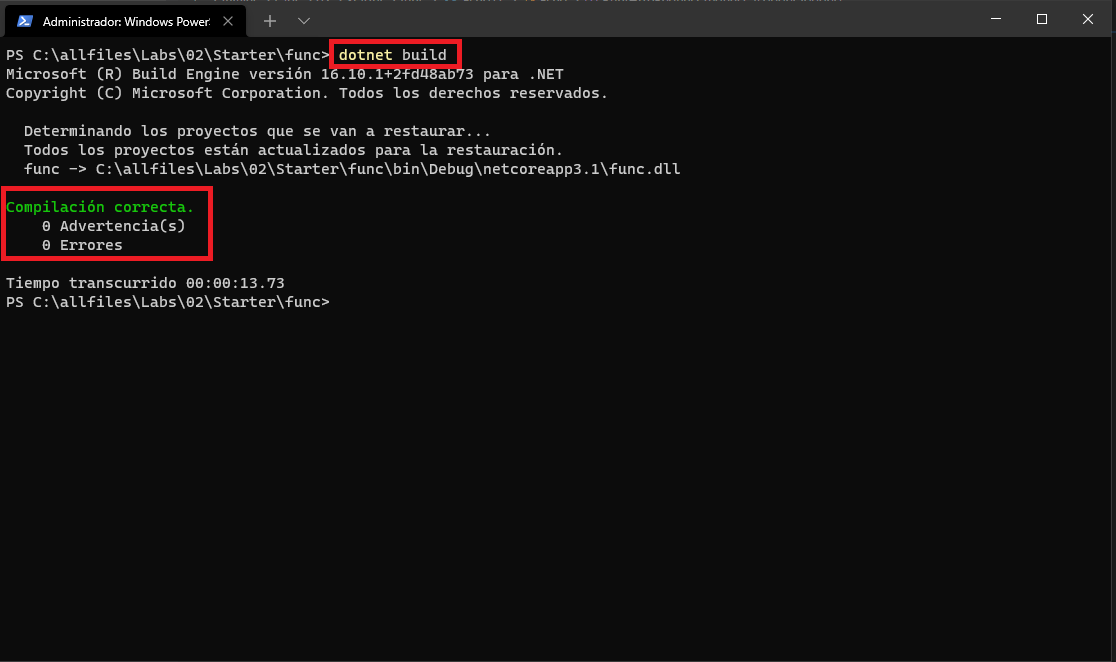 Administrador: Windows Power
PS C:\allfiles\Labs\02\Starter\func> dotnet build
Microsoft (R) Build Engine versión 16.10.1+2fd48ab73 para .NET
Copyright (C) Microsoft Corporation. Todos los derechos reservados.
Determinando los proyectos que se van a restaurar...
Todos los proyectos están actualizados para la restauración.
func -> C:\allfiles\Labs\02\Starter\func\bin\Debug\netcoreapp3.1\func.dll
Compilación correcta.
0 Advertencia(s)
0 Errores
Tiempo transcurrido 00:00:13.73
PS C:\allfiles\Labs\02\Starter\func>